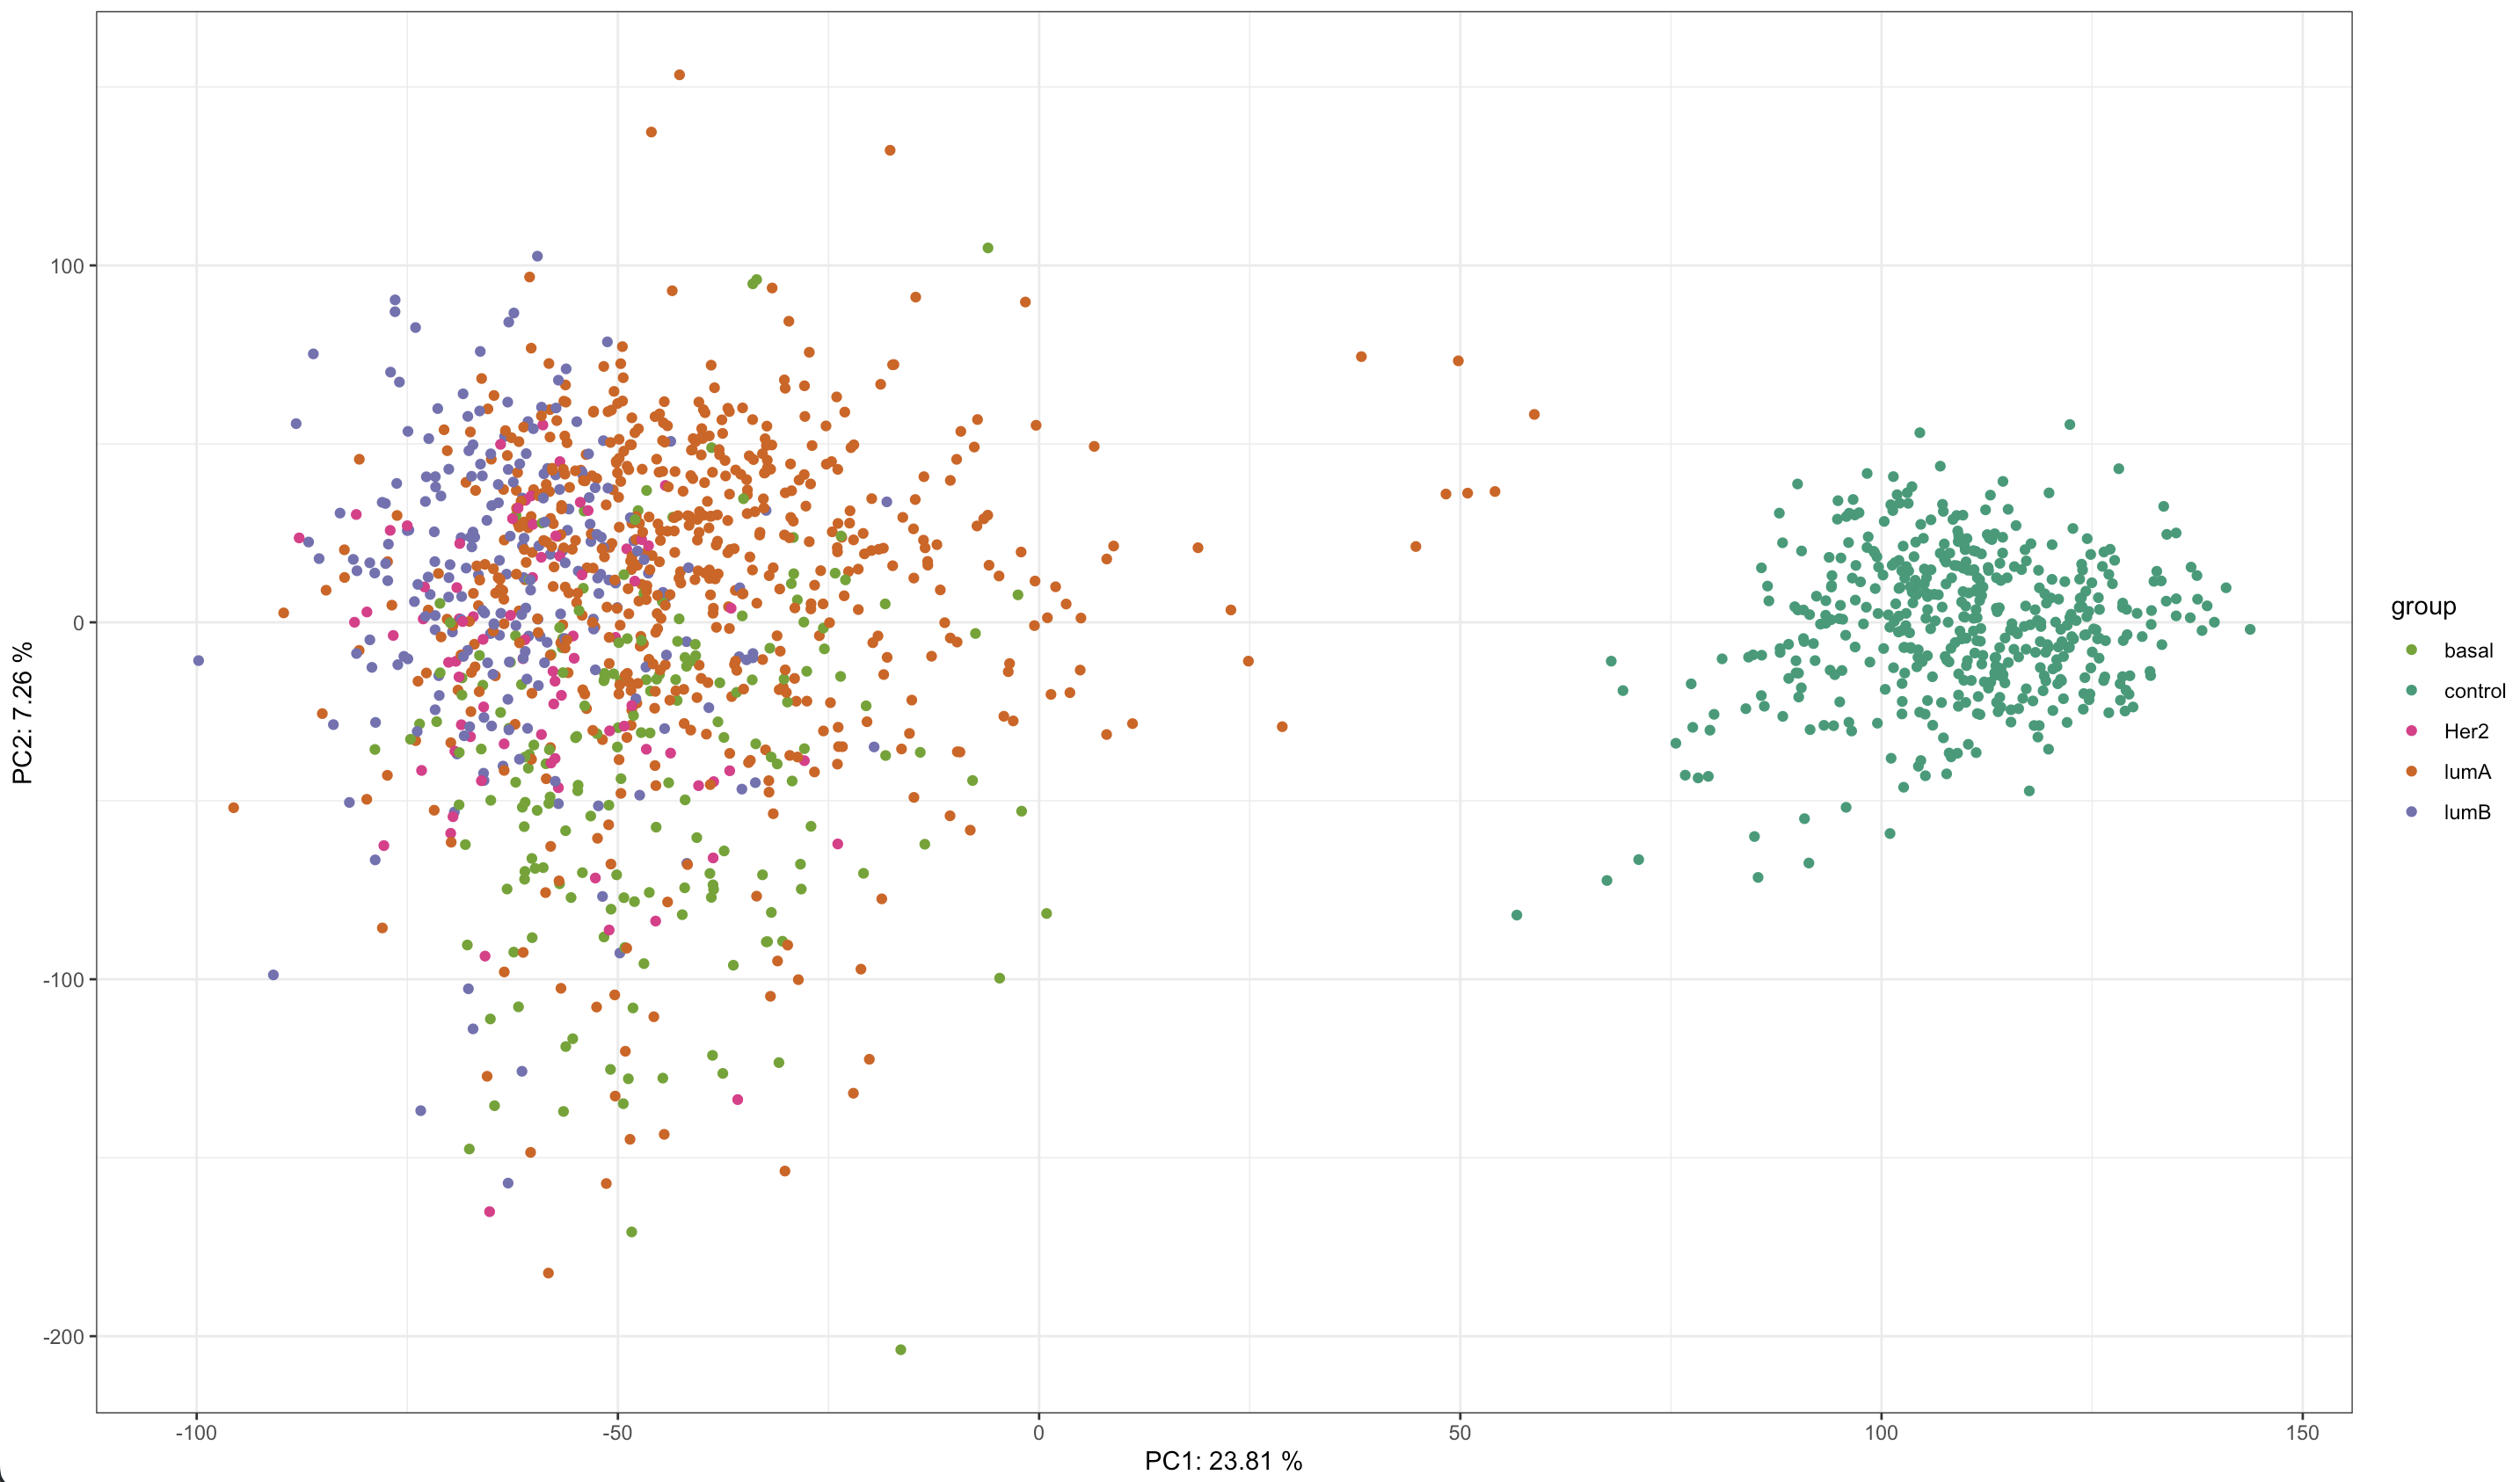 100
0
-100
-200
PC2: 7.26 %
-100
-50
0
50
100
150
PC1: 23.81 %
group
basal
control
Her2
lumA
lumB